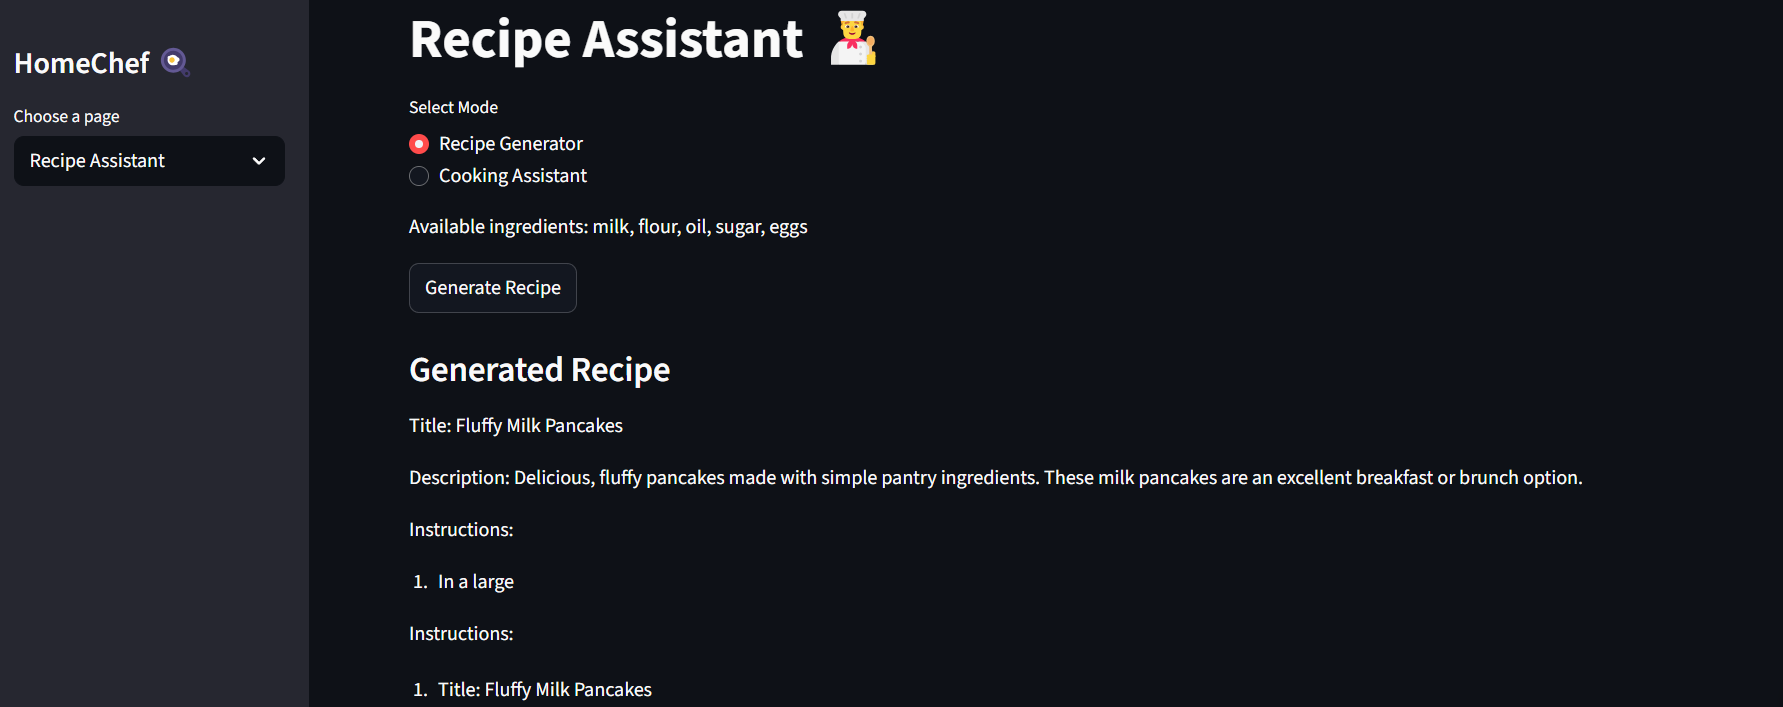 HomeChef
Choose a page
Recipe Assistant
Recipe Assistant
Select Mode
Recipe Generator
Cooking Assistant
Available ingredients: milk, flour, oil, sugar, eggs
Generate Recipe
Generated Recipe
Title: Fluffy Milk Pancakes
Description: Delicious, fluffy pancakes made with simple pantry ingredients. These milk pancakes are an excellent breakfast or brunch option.
Instructions:
1. In a large
Instructions:
1. Title: Fluffy Milk Pancakes